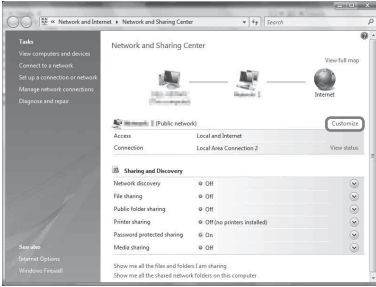 « Network and Internet ▸ Network and Sharing Center
Search
Tasks
View computers and devices
Connect to a network
Set up a connection or network
Manage network connections
Diagnose and repair
See also
Internet Options
Windows Firewall
Network and Sharing Center
View full map
Internet
(Public network)
Customize
Access Local and Internet
Connection Local Area Connection 2 View status
Sharing and Discovery
Network discovery Off
File sharing Off
Public folder sharing Off
Printer sharing Off (no printers installed)
Password protected sharing On
Media sharing Off
Show me all the files and folders I am sharing
Show me all the shared network folders on this computer